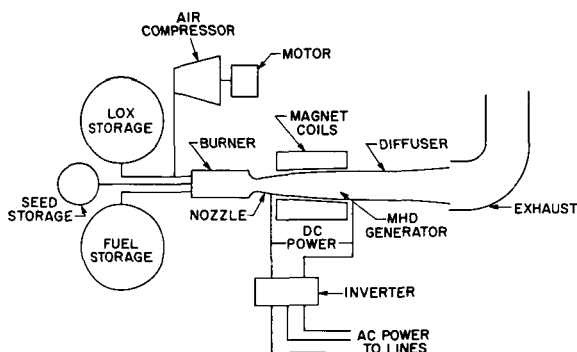 AIR
COMPRESSOR
MOTOR
LOX
STORAGE
BURNER
MAGNET
COILS
DIFFUSER
SEED
STORAGE
NOZZLE
MHD
GENERATOR
EXHAUST
FUEL
STORAGE
DC
POWER
INVERTER
AC POWER
TO LINES